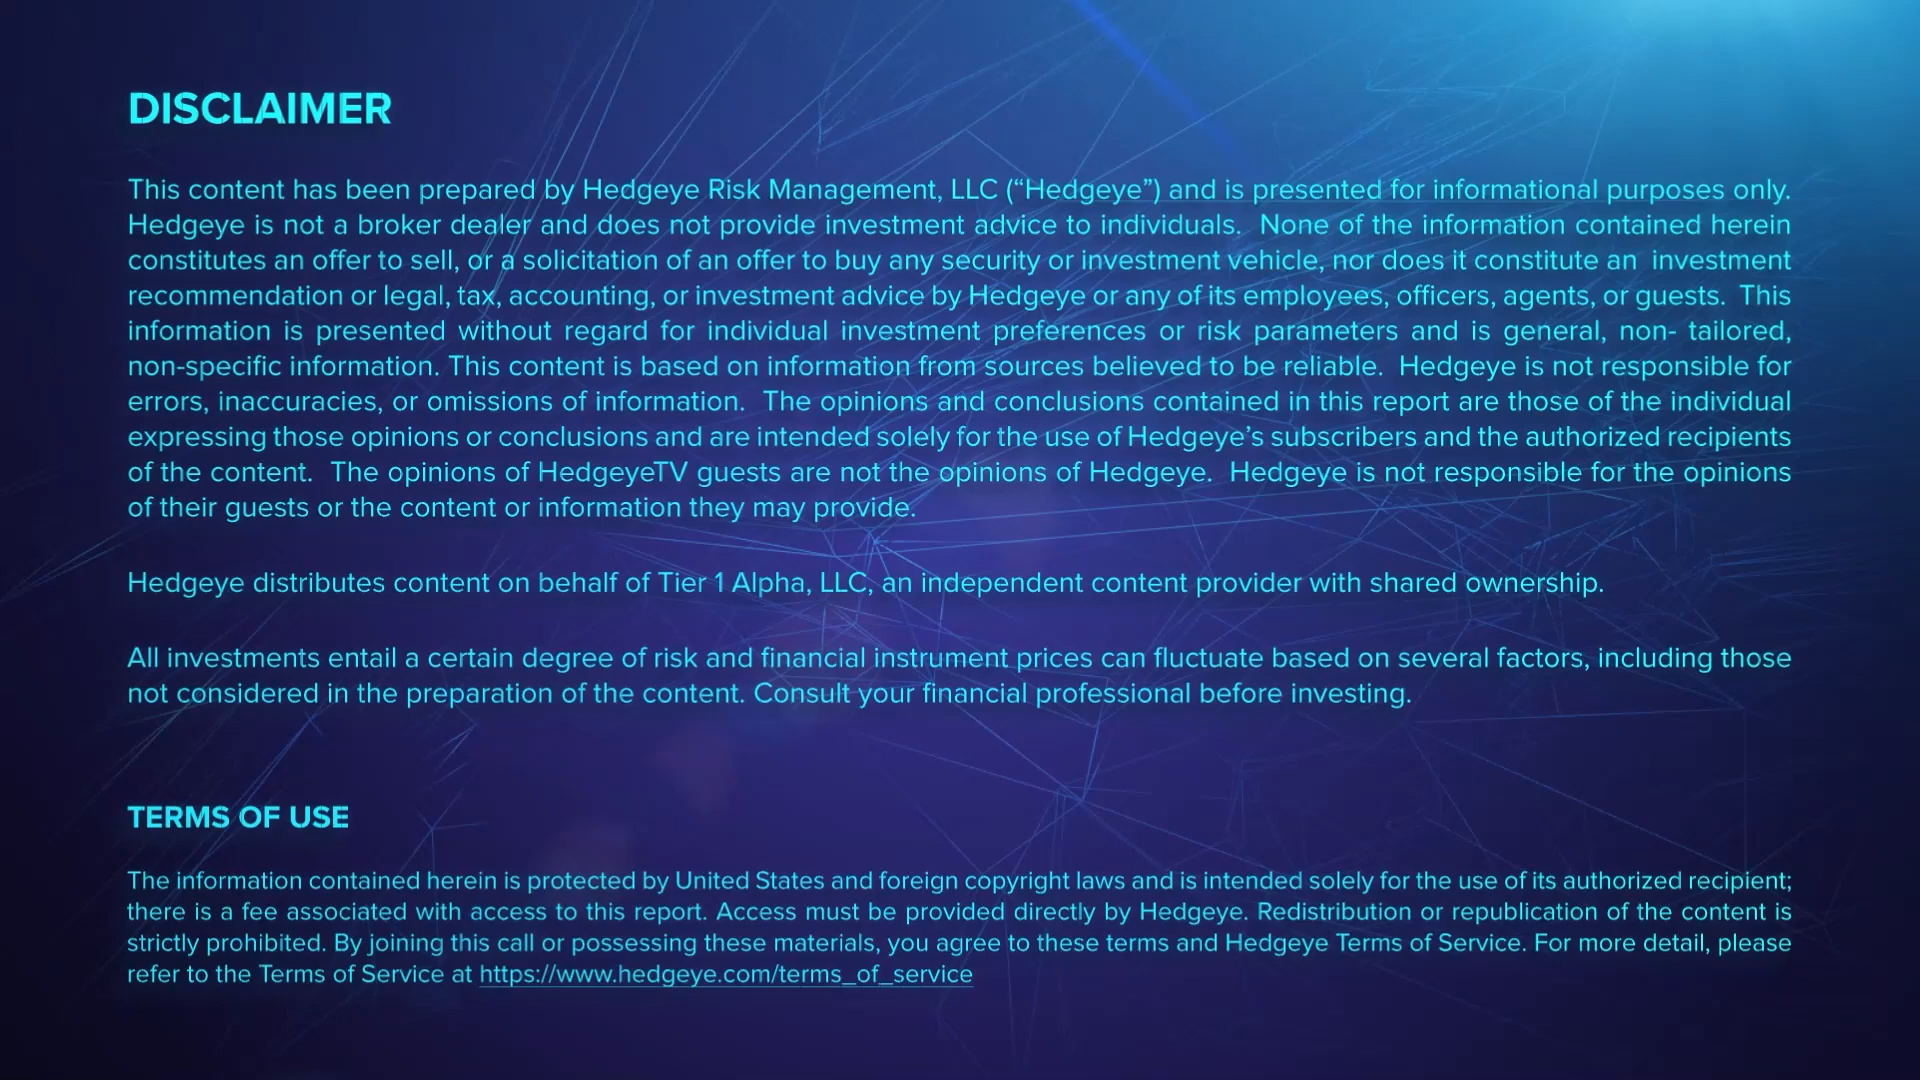 DISCLAIMER
This content has been prepared by Hedgeye Risk Management, LLC (“Hedgeye”) and is presented for informational purposes only.
Hedgeye is not a broker dealer and does not provide investment advice to individuals.  None of the information contained herein
constitutes an offer to sell, or a solicitation of an offer to buy any security or investment vehicle, nor does it constitute an  investment
recommendation or legal, tax, accounting, or investment advice by Hedgeye or any of its employees, officers, agents, or guests.  This
information is presented without regard for individual investment preferences or risk parameters and is general, non- tailored,
non-specific information. This content is based on information from sources believed to be reliable.  Hedgeye is not responsible for
errors, inaccuracies, or omissions of information.  The opinions and conclusions contained in this report are those of the individual
expressing those opinions or conclusions and are intended solely for the use of Hedgeye’s subscribers and the authorized recipients
of the content.  The opinions of HedgeyeTV guests are not the opinions of Hedgeye.  Hedgeye is not responsible for the opinions
of their guests or the content or information they may provide.
Hedgeye distributes content on behalf of Tier 1 Alpha, LLC, an independent content provider with shared ownership.
All investments entail a certain degree of risk and financial instrument prices can fluctuate based on several factors, including those
not considered in the preparation of the content. Consult your financial professional before investing.
TERMS OF USE
The information contained herein is protected by United States and foreign copyright laws and is intended solely for the use of its authorized recipient;
there is a fee associated with access to this report. Access must be provided directly by Hedgeye. Redistribution or republication of the content is
strictly prohibited. By joining this call or possessing these materials, you agree to these terms and Hedgeye Terms of Service. For more detail, please
refer to the Terms of Service at https://www.hedgeye.com/terms_of_service